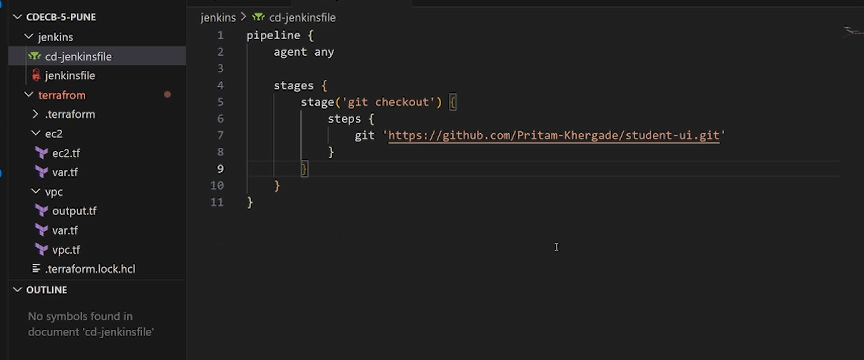 CDECB-5-PUNE
jenkins
cd-jenkinsfile
jenkinsfile
terrafrom
.terraform
ec2
ec2.tf
var.tf
vpc
output.tf
var.tf
vpc.tf
.terraform.lock.hcl
OUTLINE
No symbols found in
document 'cd-jenkinsfile'
jenkins > cd-jenkinsfile
1 pipeline {
2 agent any
3
4 stages {
5 stage('git checkout') {
6 steps {
7 git 'https://github.com/Pritam-Khergade/student-ui.git'
8 }
9 }
10 }
11 }